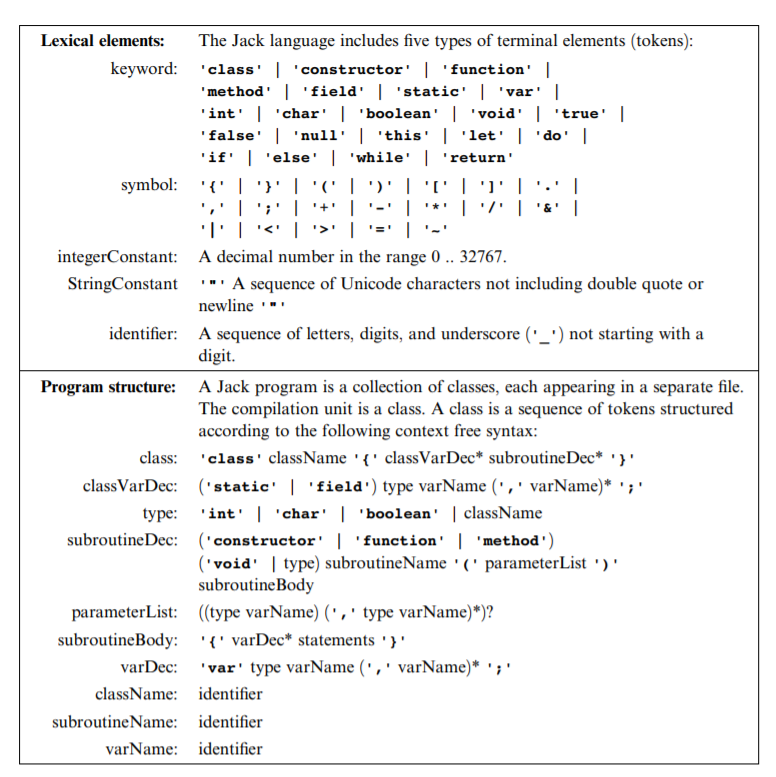 Lexical elements: The Jack language includes five types of terminal elements (tokens):
keyword: 'class' | 'constructor' | 'function' |
'method' | 'field' | 'static' | 'var' |
'int' | 'char' | 'boolean' | 'void' | 'true' |
'false' | 'null' | 'this' | 'let' | 'do' |
'if' | 'else' | 'while' | 'return'
symbol: '{' | '}' | '(' | ')' | '[' | ']' | '.' |
',' | ';' | '+' | '-' | '*' | '/' | '&' |
'|' | '<' | '>' | '=' | '~'
integerConstant: A decimal number in the range 0 .. 32767.
StringConstant '"' A sequence of Unicode characters not including double quote or
newline '"'
identifier: A sequence of letters, digits, and underscore ('_') not starting with a
digit.
Program structure: A Jack program is a collection of classes, each appearing in a separate file.
The compilation unit is a class. A class is a sequence of tokens structured
according to the following context free syntax:
class: 'class' className '{' classVarDec* subroutineDec* '}'
classVarDec: ('static' | 'field') type varName (',' varName)* ';'
type: 'int' | 'char' | 'boolean' | className
subroutineDec: ('constructor' | 'function' | 'method')
('void' | type) subroutineName '(' parameterList ')'
subroutineBody
parameterList: ((type varName) (',' type varName)*)?
subroutineBody: '{' varDec* statements '}'
varDec: 'var' type varName (',' varName)* ';'
className: identifier
subroutineName: identifier
varName: identifier